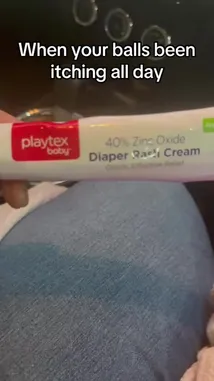 When your balls been
itching all day
playtex
baby
40% Zinc Oxide
Diaper Rash Cream